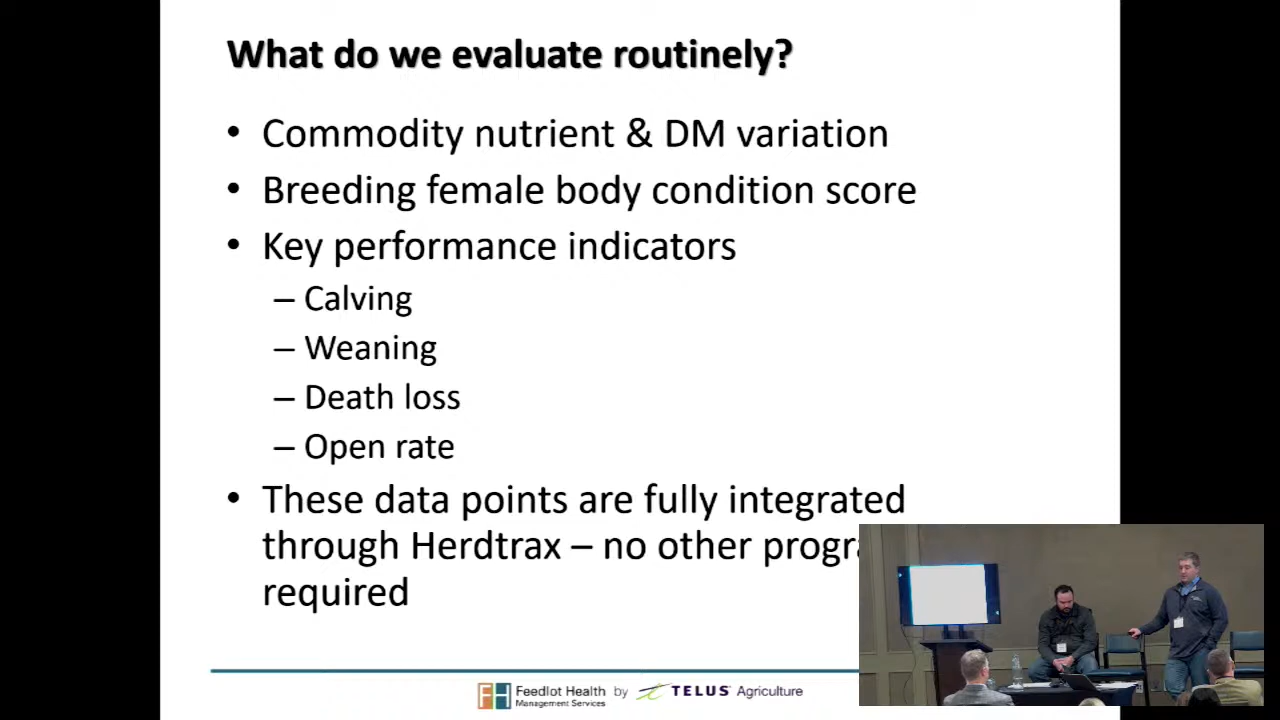 What do we evaluate routinely?
• Commodity nutrient & DM variation
• Breeding female body condition score
• Key performance indicators
– Calving
– Weaning
– Death loss
– Open rate
• These data points are fully integrated
through Herdtrax – no other progra
required
FH Feedlot Health by TELUS Agriculture
Management Services